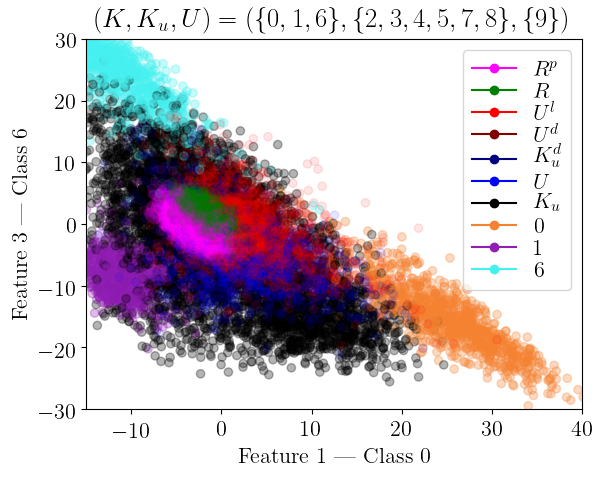 (K, K_u, U) = ({0, 1, 6}, {2, 3, 4, 5, 7, 8}, {9})
30
20
10
0
−10
−20
−30
Feature 3 — Class 6
R^p
R
U^l
U^d
K_u^d
U
K_u
0
1
6
−10
0
10
20
30
40
Feature 1 — Class 0